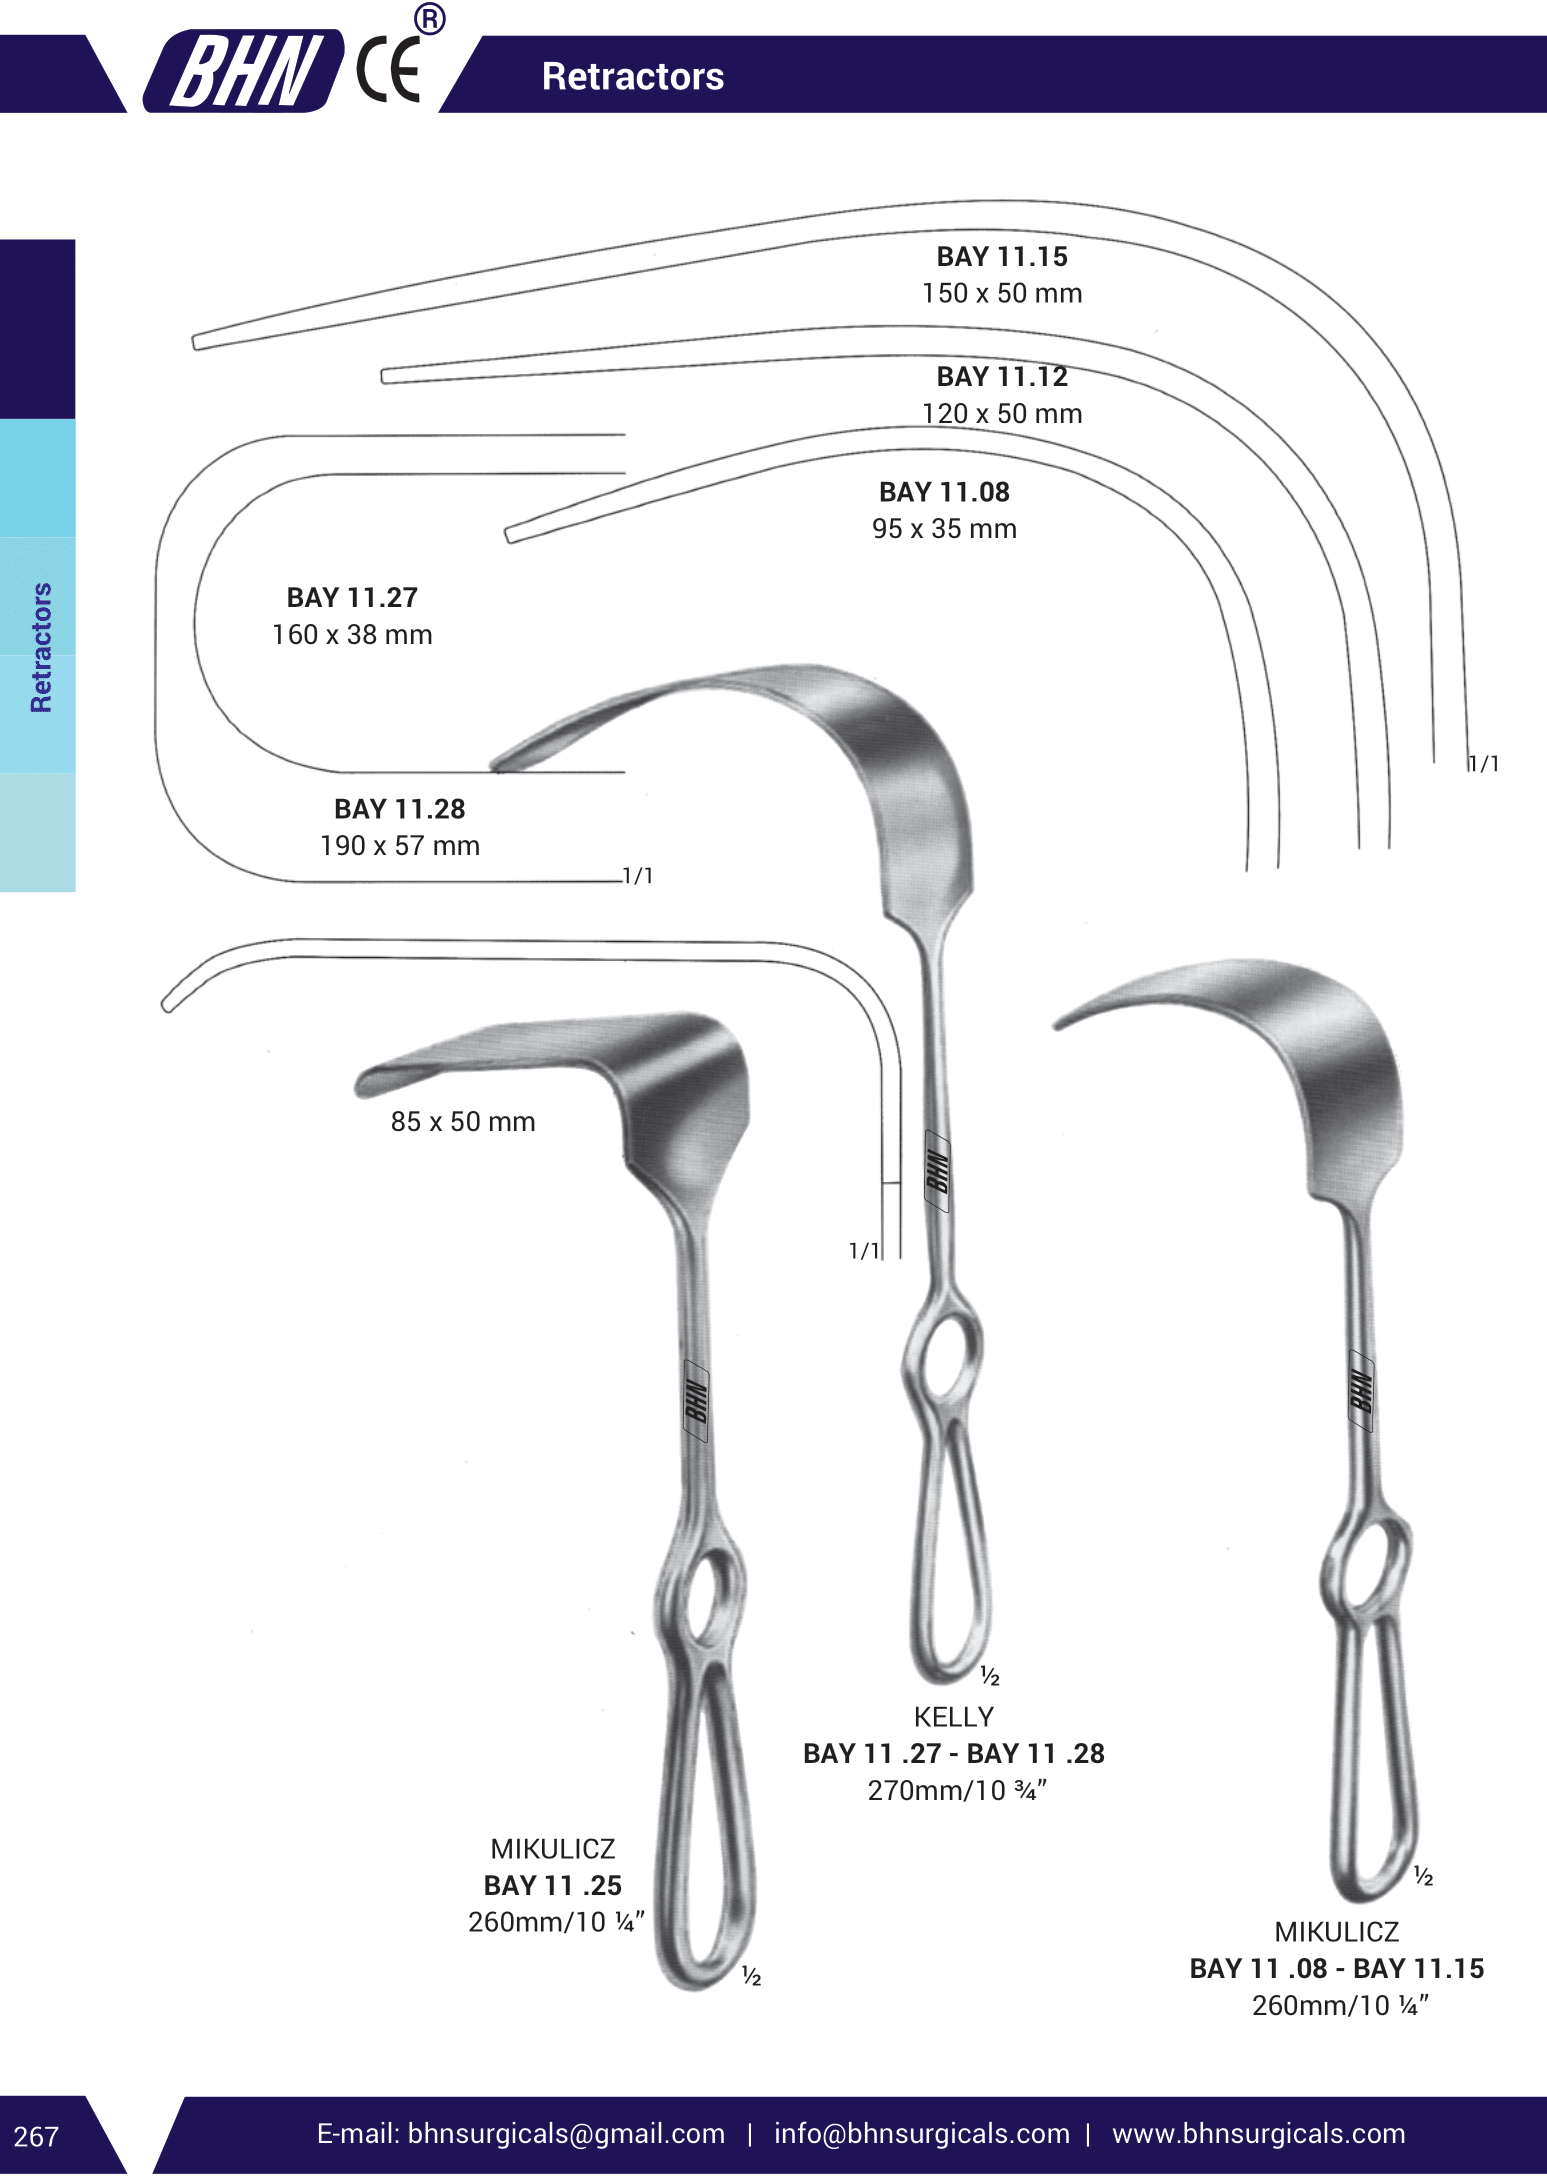 BHN CE ®
Retractors
BAY 11.15
150 x 50 mm
BAY 11.12
120 x 50 mm
BAY 11.08
95 x 35 mm
BAY 11.27
160 x 38 mm
Retractors
1/1
BAY 11.28
190 x 57 mm
1/1
85 x 50 mm
BHN
1/1
BHN
BHN
½
KELLY
BAY 11 .27 - BAY 11 .28
270mm/10 ¾”
MIKULICZ
BAY 11 .25
260mm/10 ¼”
½
½
MIKULICZ
BAY 11 .08 - BAY 11.15
260mm/10 ¼”
267
E-mail: bhnsurgicals@gmail.com | info@bhnsurgicals.com | www.bhnsurgicals.com